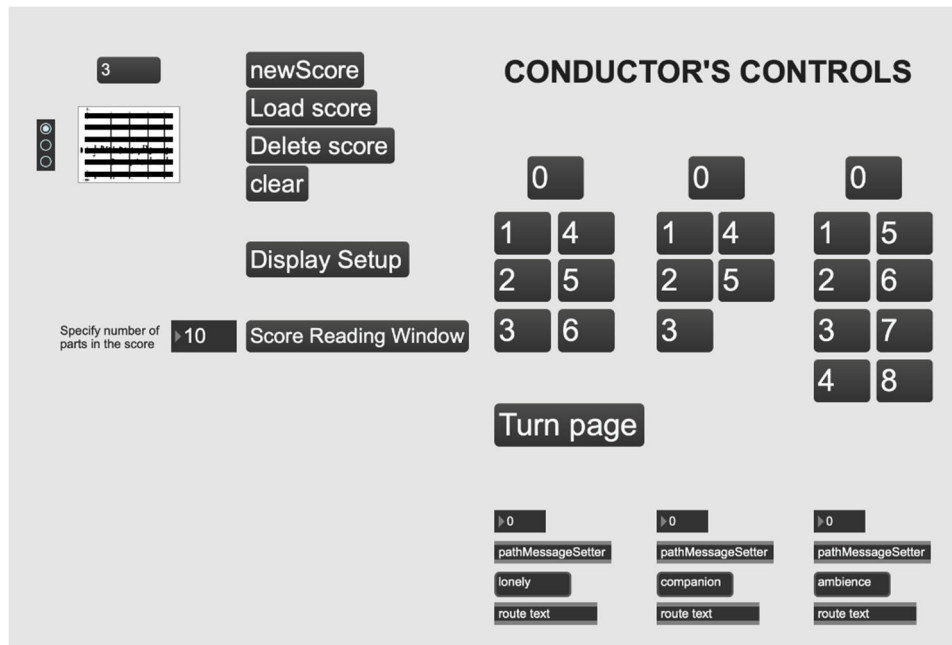 3
newScore
Load score
Delete score
clear
Display Setup
Specify number of
parts in the score
10
Score Reading Window
CONDUCTOR'S CONTROLS
0
1 4
2 5
3 6
0
1 4
2 5
3
0
1 5
2 6
3 7
4 8
Turn page
0
pathMessageSetter
lonely
route text
0
pathMessageSetter
companion
route text
0
pathMessageSetter
ambience
route text